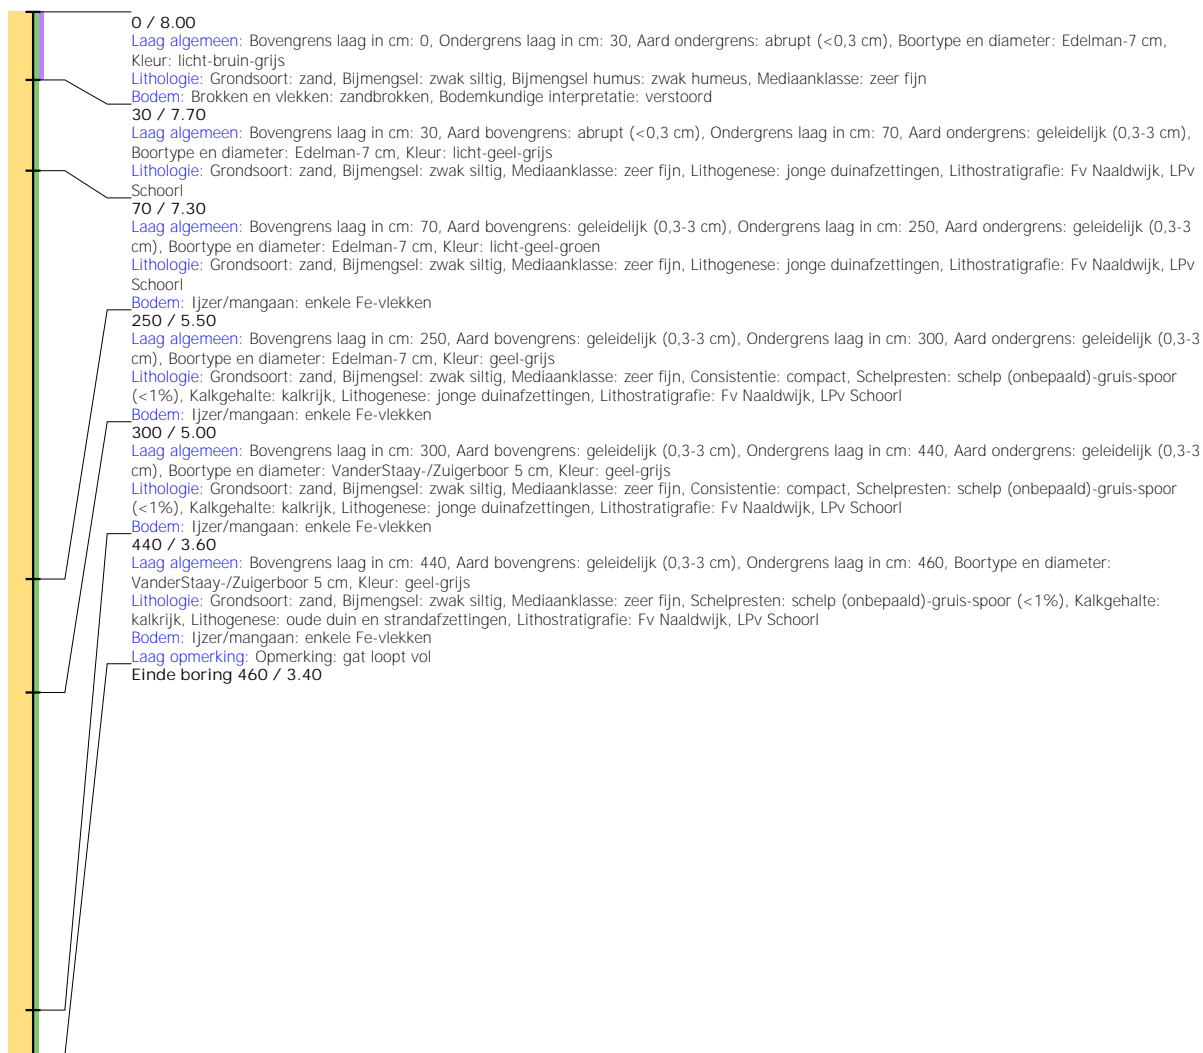 0 / 8.00
Laag algemeen: Bovengrens laag in cm: 0, Ondergrens laag in cm: 30, Aard ondergrens: abrupt (<0,3 cm), Boortype en diameter: Edelman-7 cm,
Kleur: licht-bruin-grijs
Lithologie: Grondsoort: zand, Bijmengsel: zwak siltig, Bijmengsel humus: zwak humeus, Mediaanklasse: zeer fijn
Bodem: Brokken en vlekken: zandbrokken, Bodemkundige interpretatie: verstoord
30 / 7.70
Laag algemeen: Bovengrens laag in cm: 30, Aard bovengrens: abrupt (<0,3 cm), Ondergrens laag in cm: 70, Aard ondergrens: geleidelijk (0,3-3 cm),
Boortype en diameter: Edelman-7 cm, Kleur: licht-geel-grijs
Lithologie: Grondsoort: zand, Bijmengsel: zwak siltig, Mediaanklasse: zeer fijn, Lithogenese: jonge duinafzettingen, Lithostratigrafie: Fv Naaldwijk, LPv
Schoorl
70 / 7.30
Laag algemeen: Bovengrens laag in cm: 70, Aard bovengrens: geleidelijk (0,3-3 cm), Ondergrens laag in cm: 250, Aard ondergrens: geleidelijk (0,3-3
cm), Boortype en diameter: Edelman-7 cm, Kleur: licht-geel-groen
Lithologie: Grondsoort: zand, Bijmengsel: zwak siltig, Mediaanklasse: zeer fijn, Lithogenese: jonge duinafzettingen, Lithostratigrafie: Fv Naaldwijk, LPv
Schoorl
Bodem: Ijzer/mangaan: enkele Fe-vlekken
250 / 5.50
Laag algemeen: Bovengrens laag in cm: 250, Aard bovengrens: geleidelijk (0,3-3 cm), Ondergrens laag in cm: 300, Aard ondergrens: geleidelijk (0,3-3
cm), Boortype en diameter: Edelman-7 cm, Kleur: geel-grijs
Lithologie: Grondsoort: zand, Bijmengsel: zwak siltig, Mediaanklasse: zeer fijn, Consistentie: compact, Schelpresten: schelp (onbepaald)-gruis-spoor
(<1%), Kalkgehalte: kalkrijk, Lithogenese: jonge duinafzettingen, Lithostratigrafie: Fv Naaldwijk, LPv Schoorl
Bodem: Ijzer/mangaan: enkele Fe-vlekken
300 / 5.00
Laag algemeen: Bovengrens laag in cm: 300, Aard bovengrens: geleidelijk (0,3-3 cm), Ondergrens laag in cm: 440, Aard ondergrens: geleidelijk (0,3-3
cm), Boortype en diameter: VanderStaay-/Zuigerboor 5 cm, Kleur: geel-grijs
Lithologie: Grondsoort: zand, Bijmengsel: zwak siltig, Mediaanklasse: zeer fijn, Consistentie: compact, Schelpresten: schelp (onbepaald)-gruis-spoor
(<1%), Kalkgehalte: kalkrijk, Lithogenese: jonge duinafzettingen, Lithostratigrafie: Fv Naaldwijk, LPv Schoorl
Bodem: Ijzer/mangaan: enkele Fe-vlekken
440 / 3.60
Laag algemeen: Bovengrens laag in cm: 440, Aard bovengrens: geleidelijk (0,3-3 cm), Ondergrens laag in cm: 460, Boortype en diameter:
VanderStaay-/Zuigerboor 5 cm, Kleur: geel-grijs
Lithologie: Grondsoort: zand, Bijmengsel: zwak siltig, Mediaanklasse: zeer fijn, Schelpresten: schelp (onbepaald)-gruis-spoor (<1%), Kalkgehalte:
kalkrijk, Lithogenese: oude duin en strandafzettingen, Lithostratigrafie: Fv Naaldwijk, LPv Schoorl
Bodem: Ijzer/mangaan: enkele Fe-vlekken
Laag opmerking: Opmerking: gat loopt vol
Einde boring 460 / 3.40